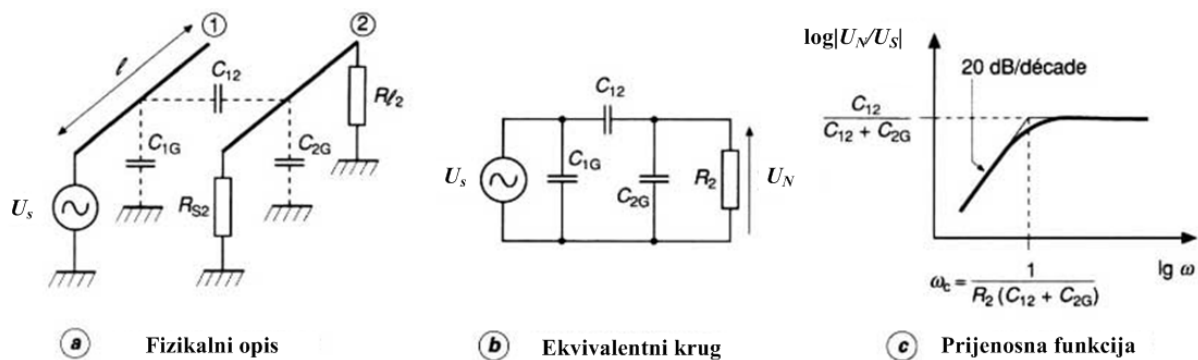 ① ②
ℓ
C12
Rℓ2
C1G
C2G
Us
RS2
a Fizikalni opis
C12
Us
C1G
C2G
R2
UN
b Ekvivalentni krug
log|UN/US|
20 dB/décade
C12
C12 + C2G
lg ω
ωc = 1
R2 (C12 + C2G)
c Prijenosna funkcija